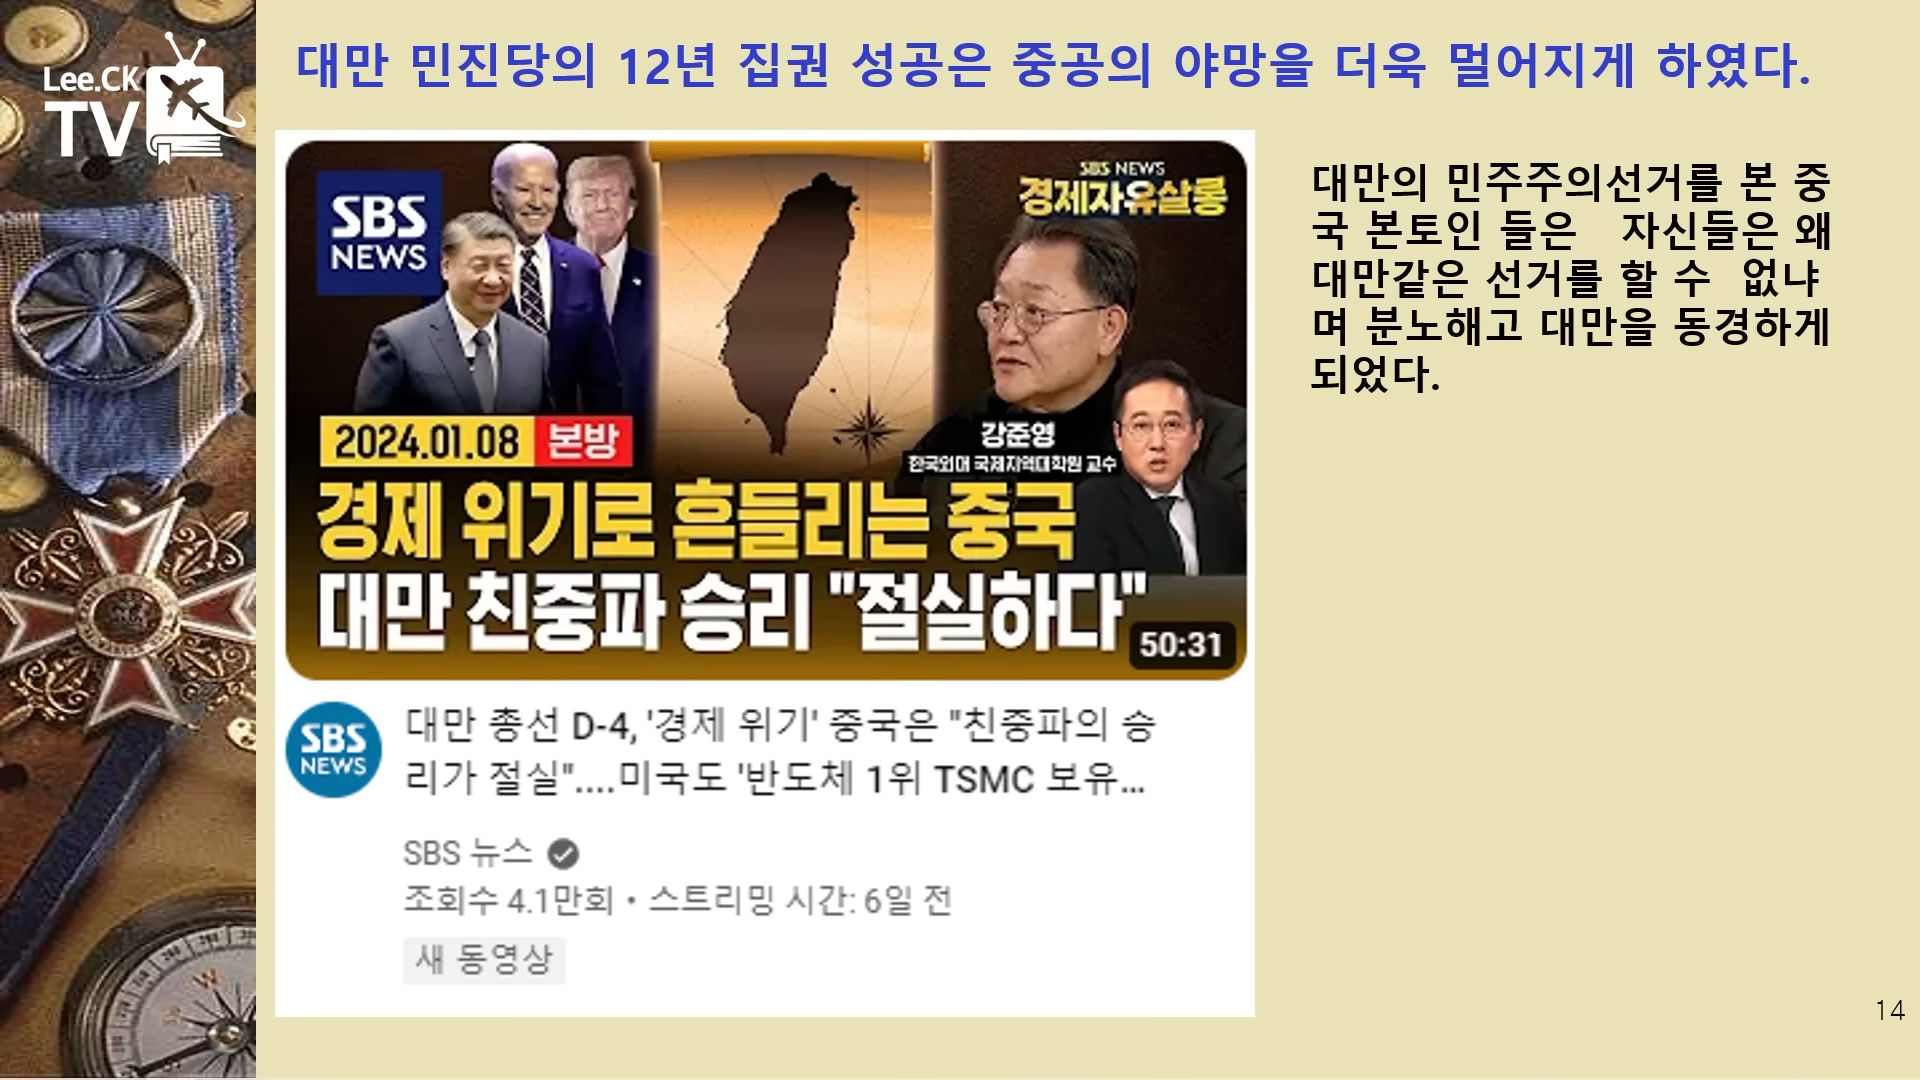 Lee.CK
TV
대만 민진당의 12년 집권 성공은 중공의 야망을 더욱 멀어지게 하였다.
SBS
NEWS
SBS NEWS
경제자유살롱
2024.01.08 본방
강준영
한국외대 국제지역대학원 교수
경제 위기로 흔들리는 중국
대만 친중파 승리 "절실하다"
50:31
SBS
NEWS
대만 총선 D-4, '경제 위기' 중국은 "친중파의 승
리가 절실"....미국도 '반도체 1위 TSMC 보유...
SBS 뉴스
조회수 4.1만회 • 스트리밍 시간: 6일 전
새 동영상
대만의 민주주의선거를 본 중
국 본토인 들은 자신들은 왜
대만같은 선거를 할 수 없냐
며 분노해고 대만을 동경하게
되었다.
14